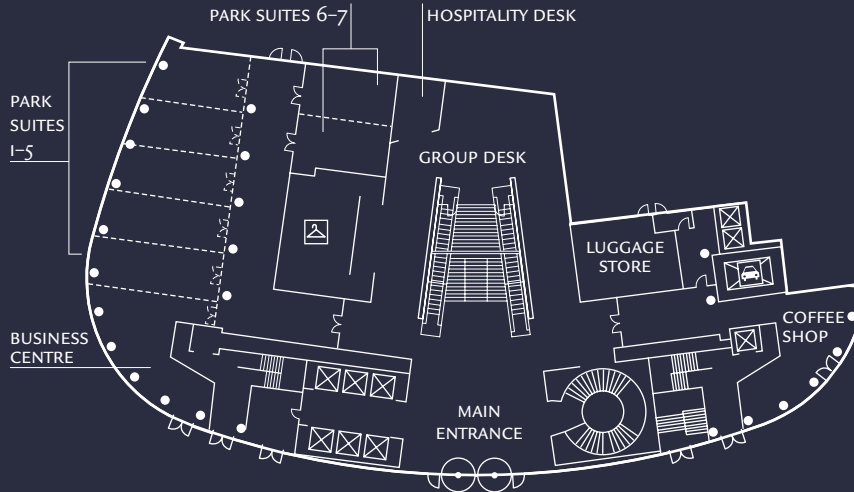 PARK SUITES 6–7
HOSPITALITY DESK
PARK
SUITES
1–5
GROUP DESK
LUGGAGE
STORE
COFFEE
SHOP
BUSINESS
CENTRE
MAIN
ENTRANCE